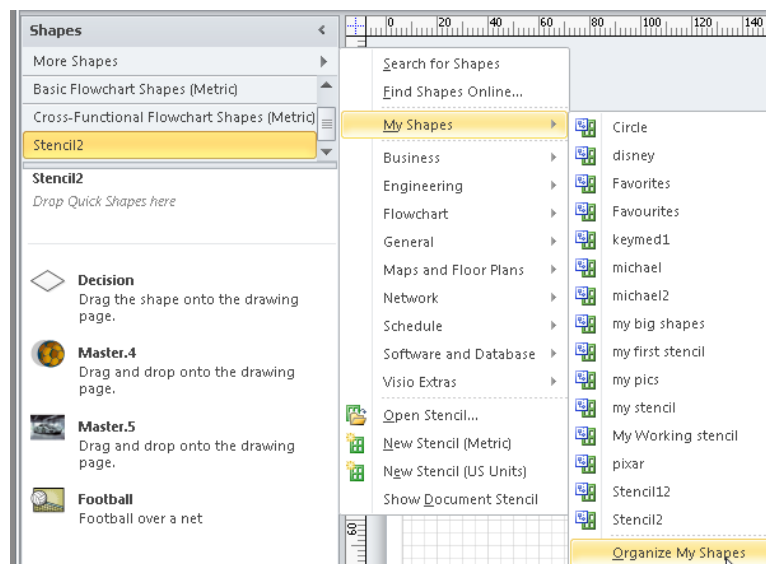 Shapes
More Shapes
Basic Flowchart Shapes (Metric)
Cross-Functional Flowchart Shapes (Metric)
Stencil2
Stencil2
Drop Quick Shapes here
Decision
Drag the shape onto the drawing
page.
Master.4
Drag and drop onto the drawing
page.
Master.5
Drag and drop onto the drawing
page.
Football
Football over a net
0 20 40 60 80 100 120 140
Search for Shapes
Find Shapes Online...
My Shapes
Business
Engineering
Flowchart
General
Maps and Floor Plans
Network
Schedule
Software and Database
Visio Extras
Open Stencil...
New Stencil (Metric)
New Stencil (US Units)
Show Document Stencil
60
Circle
disney
Favorites
Favourites
keymed1
michael
michael2
my big shapes
my first stencil
my pics
my stencil
My Working stencil
pixar
Stencil12
Stencil2
Organize My Shapes